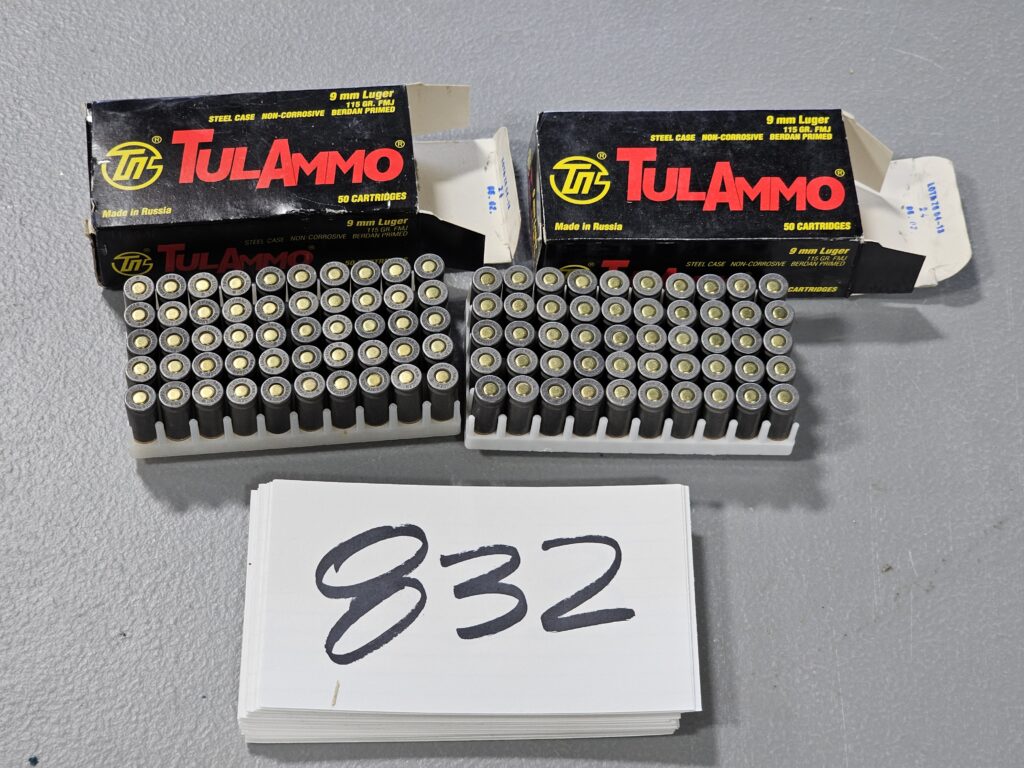 9 mm Luger
115 GR. FMJ
STEEL CASE NON-CORROSIVE BERDAN PRIMED
TULAMMO®
50 CARTRIDGES
Made in Russia
9 mm Luger
115 GR. FMJ
STEEL CASE NON-CORROSIVE BERDAN PRIMED
TULAMMO
9 mm Luger
115 GR. FMJ
STEEL CASE NON-CORROSIVE BERDAN PRIMED
TULAMMO®
50 CARTRIDGES
Made in Russia
9 mm Luger
115 GR. FMJ
STEEL CASE NON-CORROSIVE BERDAN PRIMED
CARTRIDGES
832